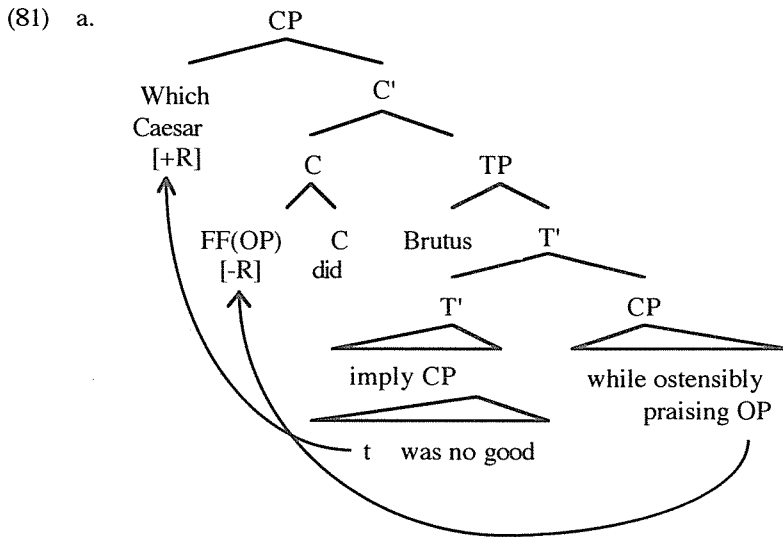 (81) a. CP
Which C'
Caesar
[+R] C TP
FF(OP) C Brutus T'
[-R] did
T' CP
imply CP while ostensibly
praising OP
t was no good